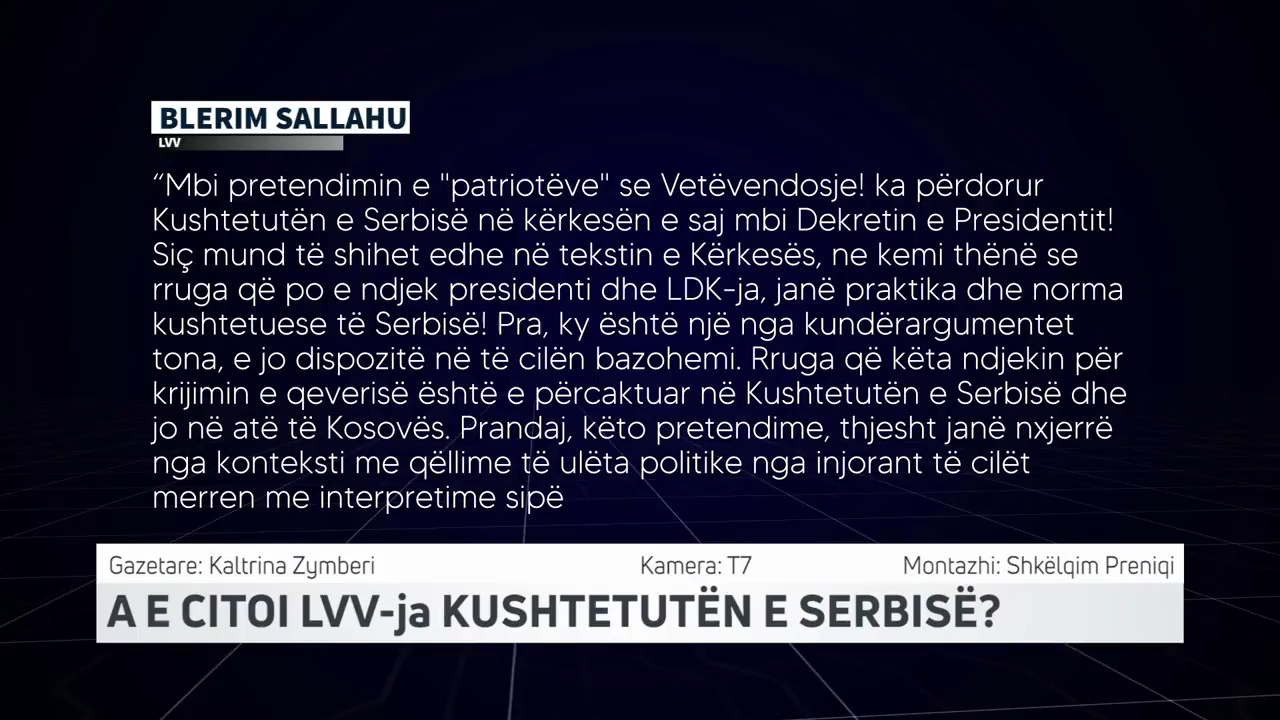 BLERIM SALLAHU
LVV
“Mbi pretendimin e "patriotëve" se Vetëvendosje! ka përdorur
Kushtetutën e Serbisë në kërkesën e saj mbi Dekretin e Presidentit!
Siç mund të shihet edhe në tekstin e Kërkesës, ne kemi thënë se
rruga që po e ndjek presidenti dhe LDK-ja, janë praktika dhe norma
kushtetuese të Serbisë! Pra, ky është një nga kundërargumentet
tona, e jo dispozitë në të cilën bazohemi. Rruga që këta ndjekin për
krijimin e qeverisë është e përcaktuar në Kushtetutën e Serbisë dhe
jo në atë të Kosovës. Prandaj, këto pretendime, thjesht janë nxjerrë
nga konteksti me qëllime të ulëta politike nga injorant të cilët
merren me interpretime sipë
Gazetare: Kaltrina Zymberi Kamera: T7 Montazhi: Shkëlqim Preniqi
A E CITOI LVV-ja KUSHTETUTËN E SERBISË?